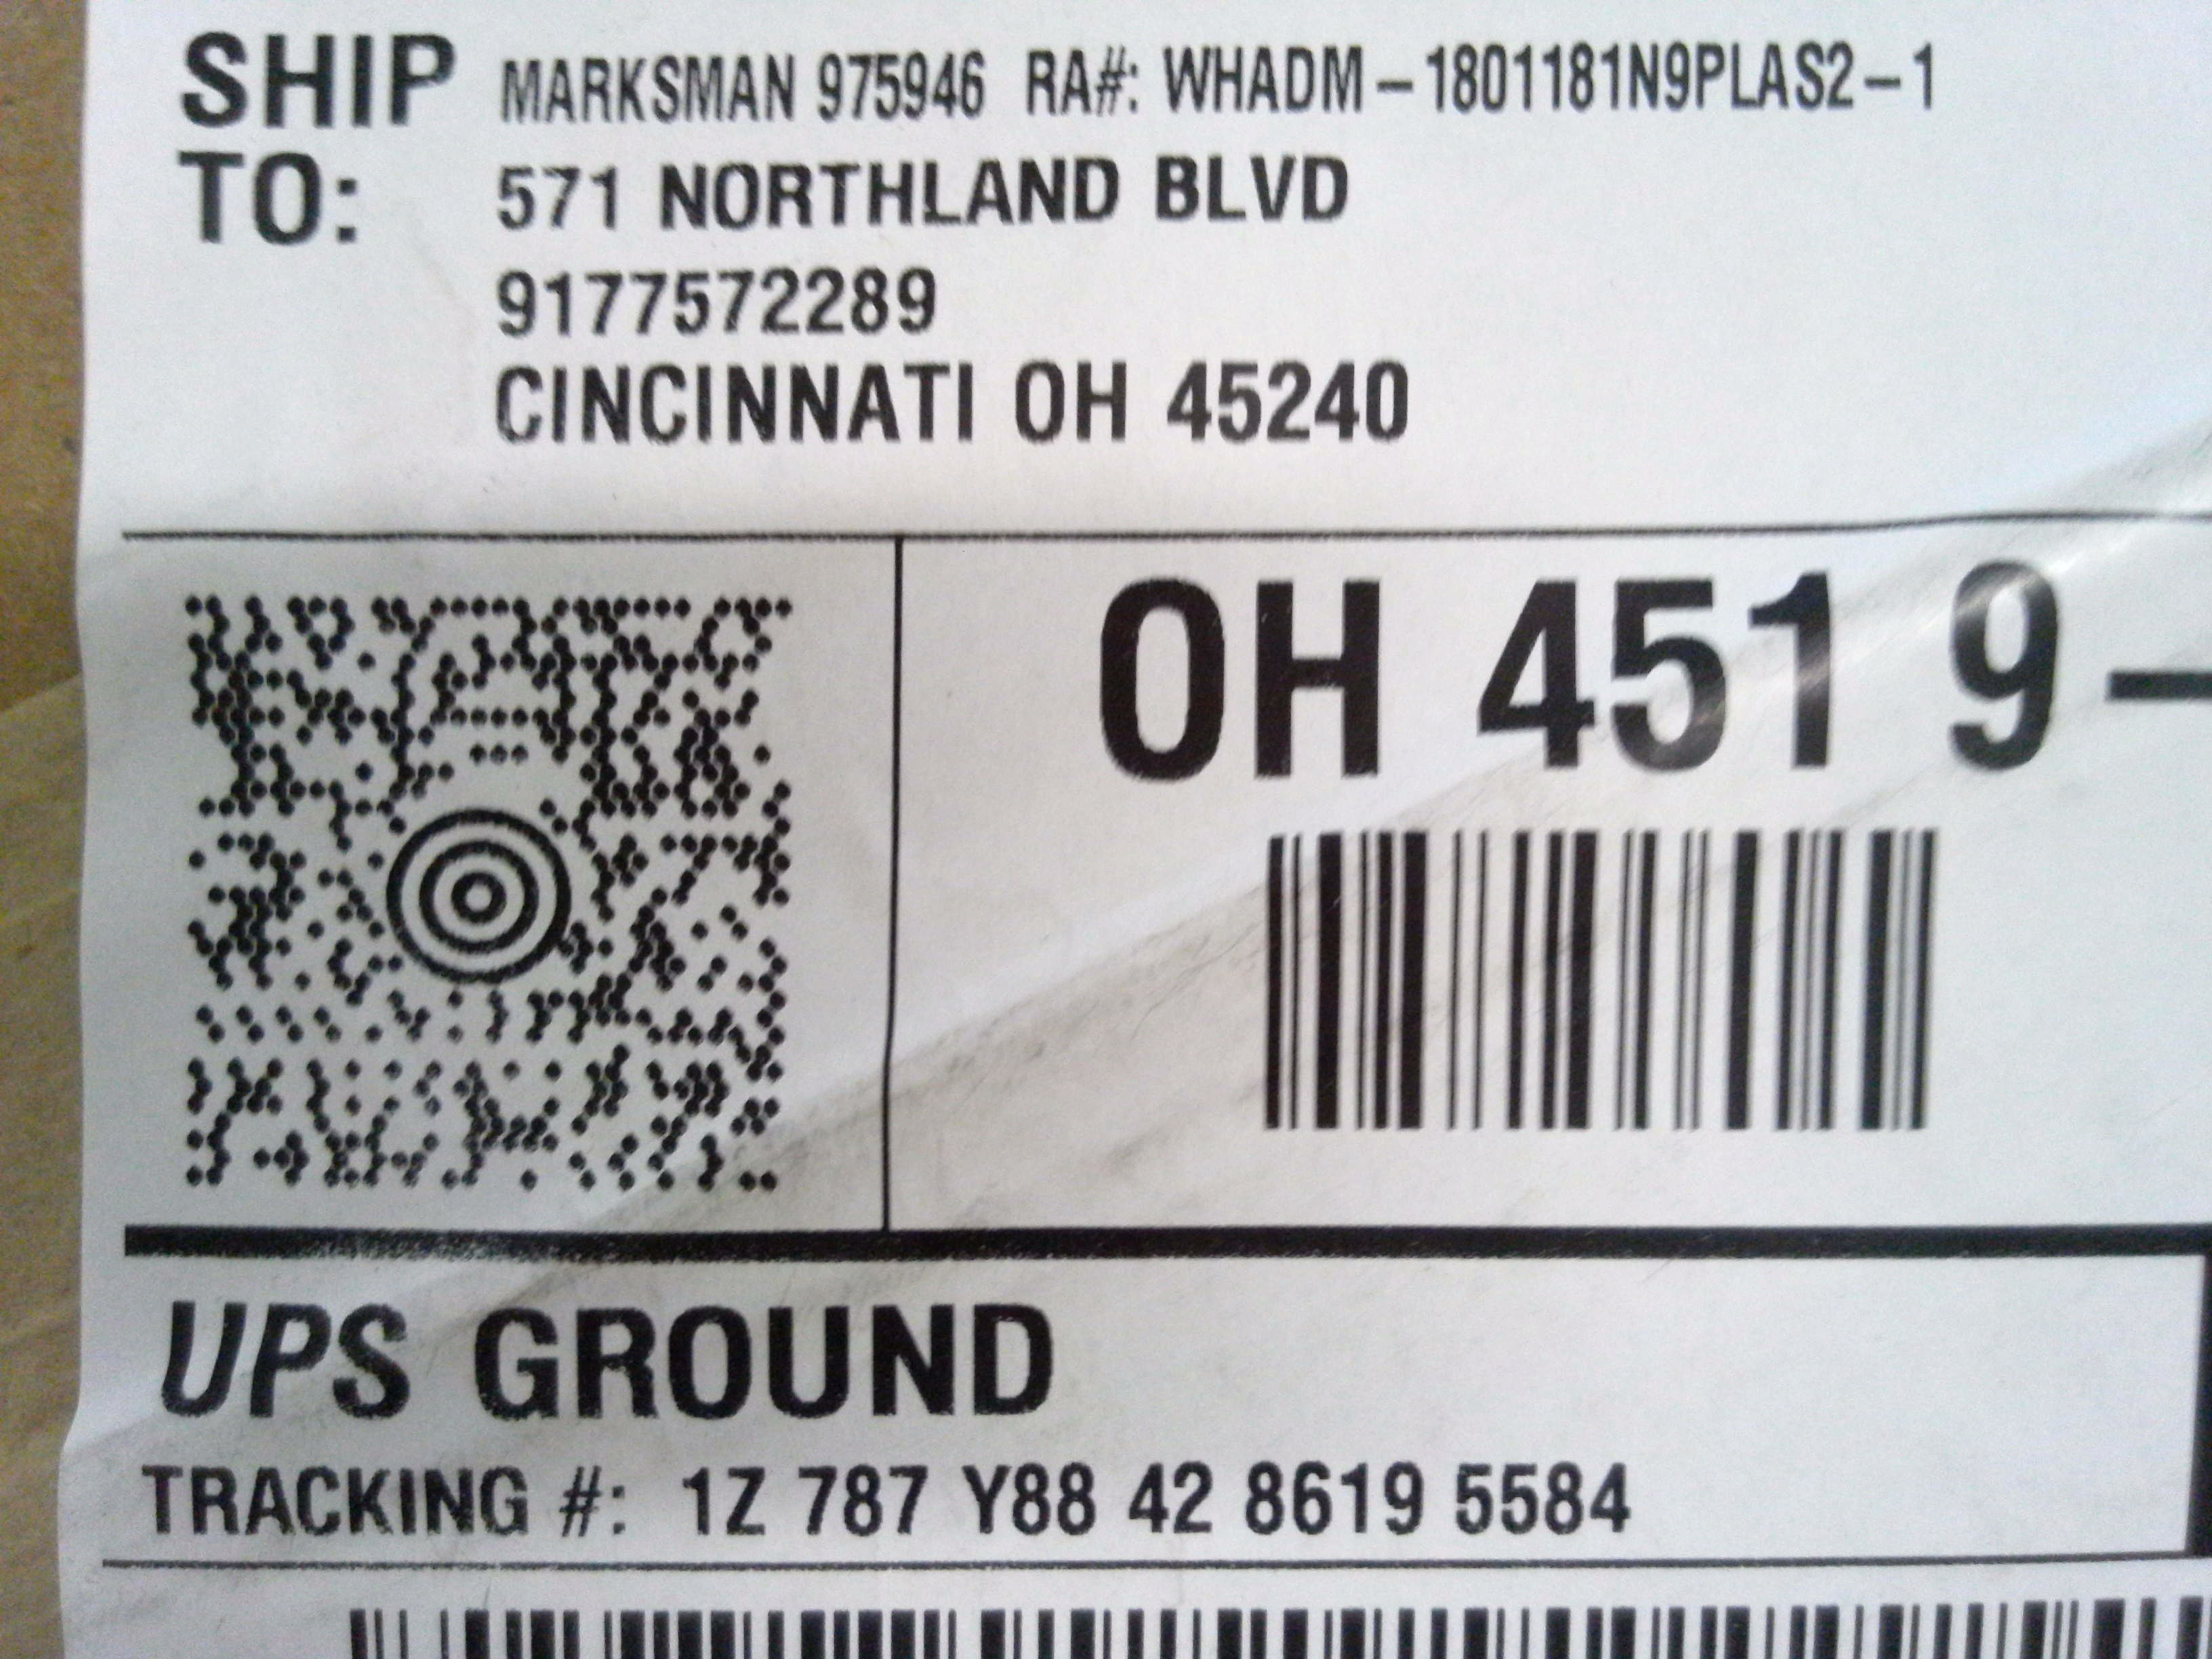 SHIP TO:
MARKSMAN 975946 RA#: WHADM-1801181N9PLAS2-1
571 NORTHLAND BLVD
9177572289
CINCINNATI OH 45240
OH 451 9-
UPS GROUND
TRACKING #: 1Z 787 Y88 42 8619 5584